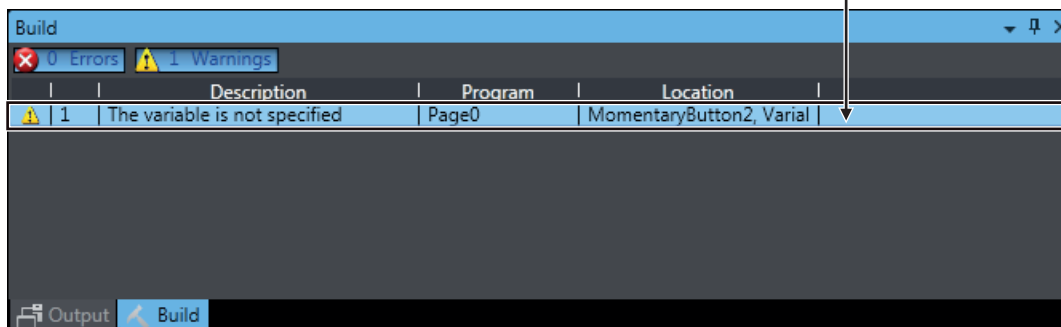 Build
0 Errors 1 Warnings
Description Program Location
1 The variable is not specified Page0 MomentaryButton2, Varial
Output Build